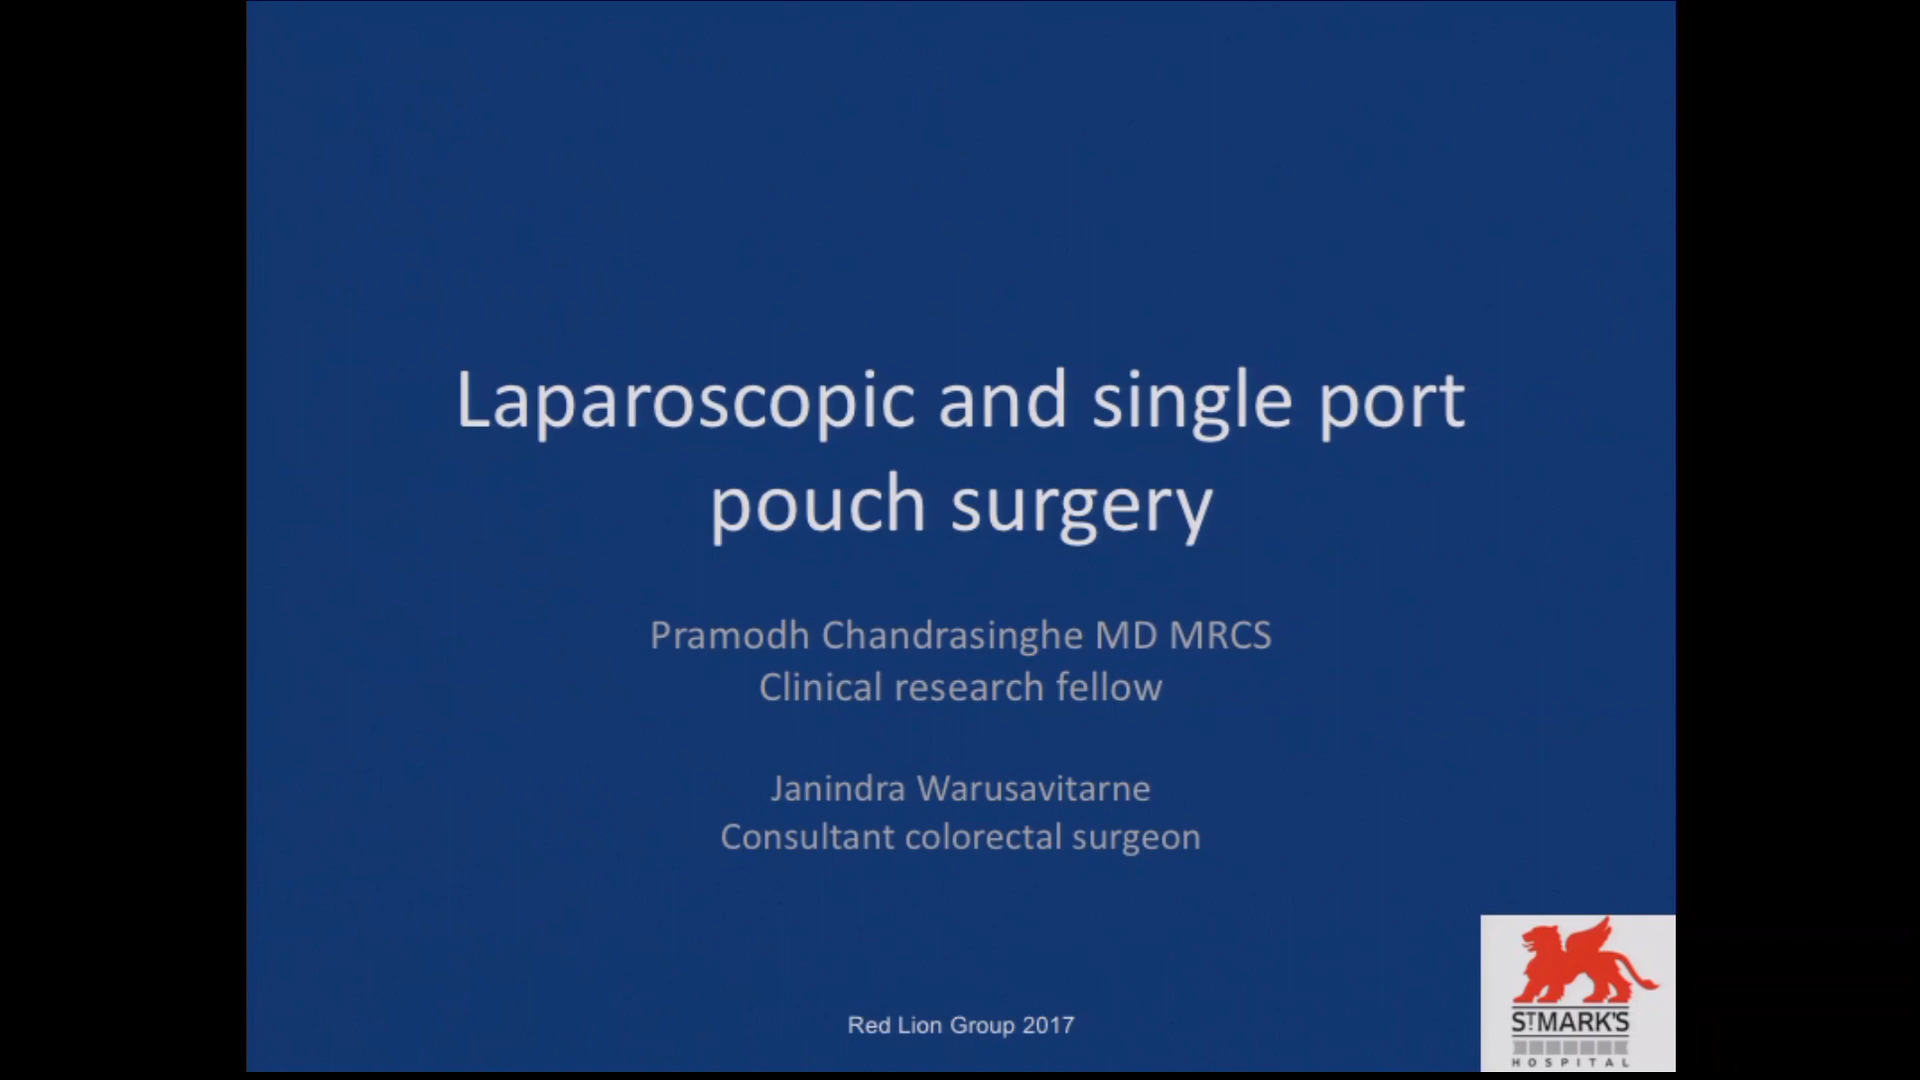 Laparoscopic and single port
pouch surgery
Pramodh Chandrasinghe MD MRCS
Clinical research fellow
Janindra Warusavitarne
Consultant colorectal surgeon
Red Lion Group 2017
ST MARK'S
HOSPITAL